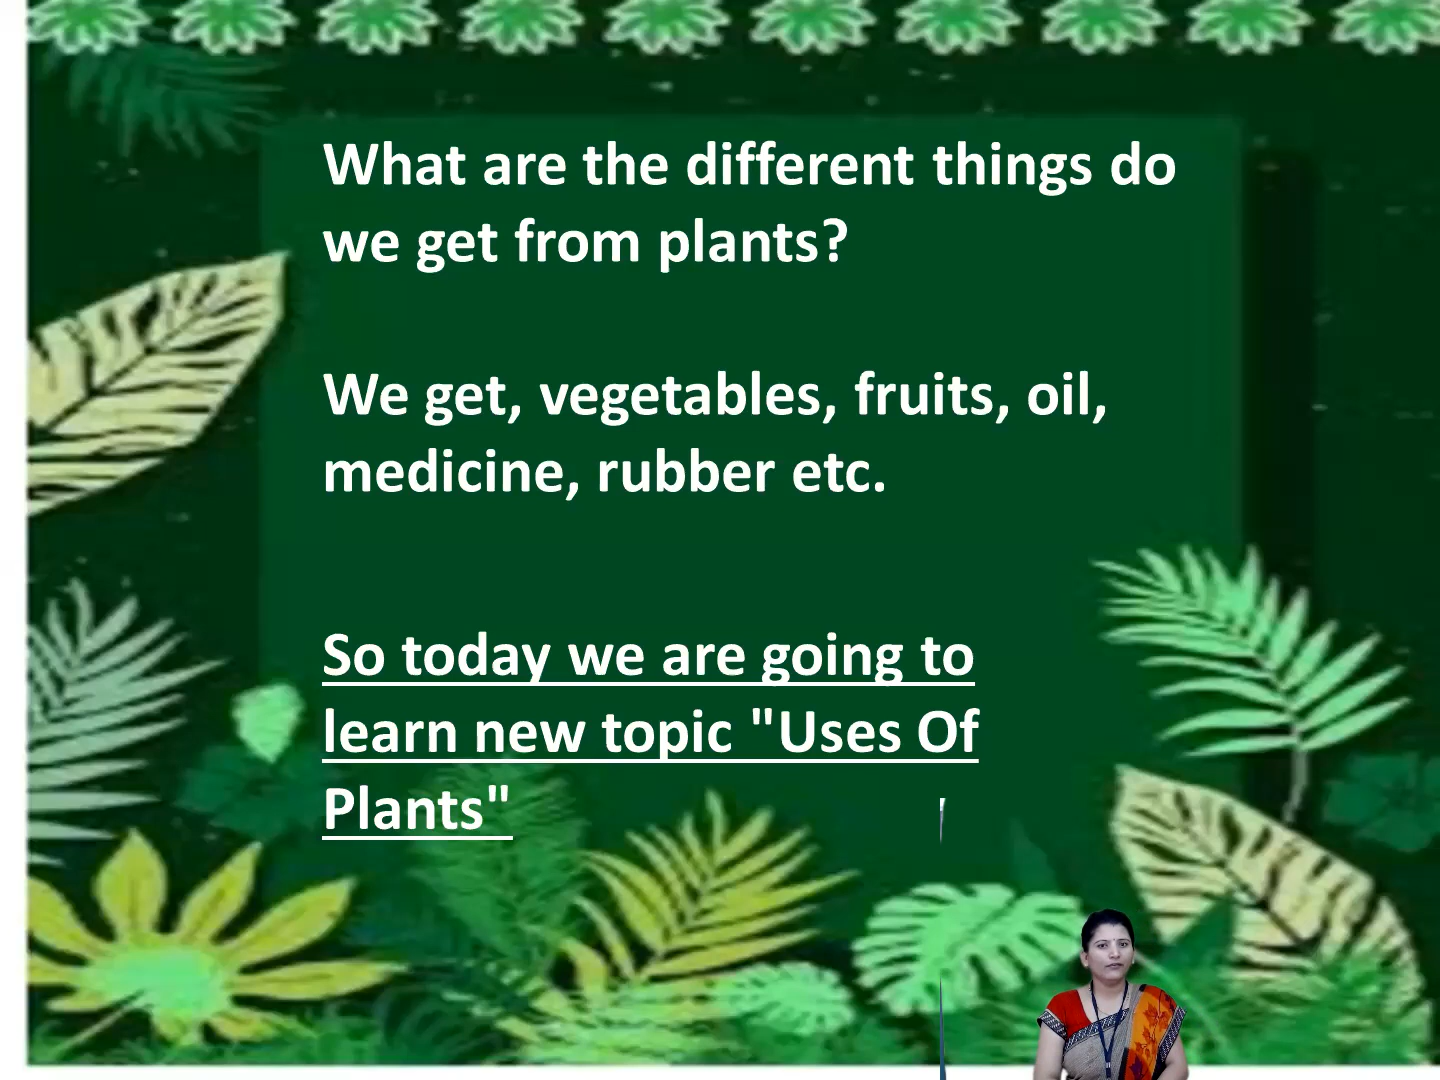 What are the different things do
we get from plants?
We get, vegetables, fruits, oil,
medicine, rubber etc.
So today we are going to
learn new topic "Uses Of
Plants"